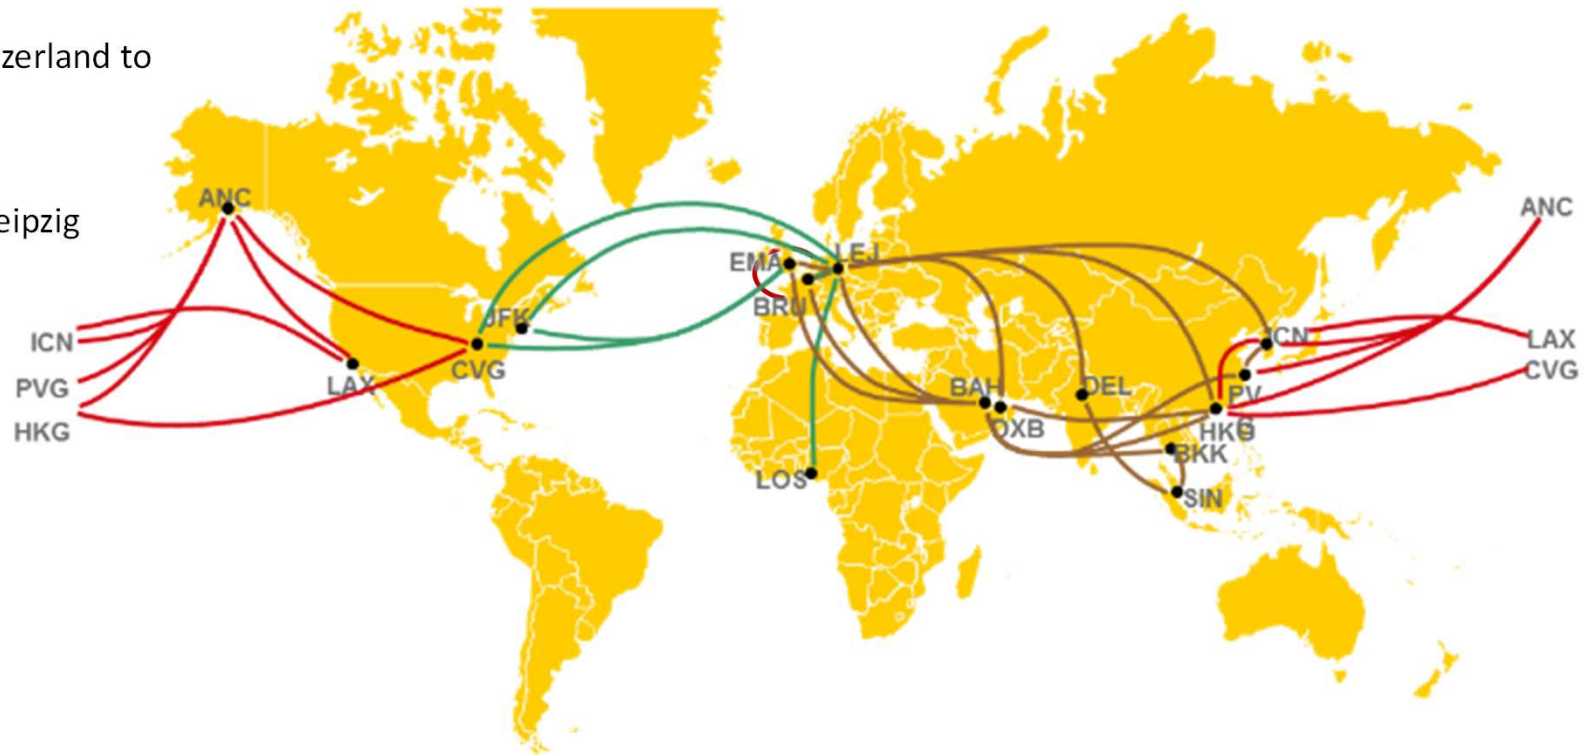 zerland to
eipzig
ANC
ANC
LEJ
EMA
BRU
JFK
ICN
ICN
LAX
CVG
LAX
CVG
PVG
BAH
DEL
PV
G
DXB
HKG
HKG
BKK
LOS
SIN